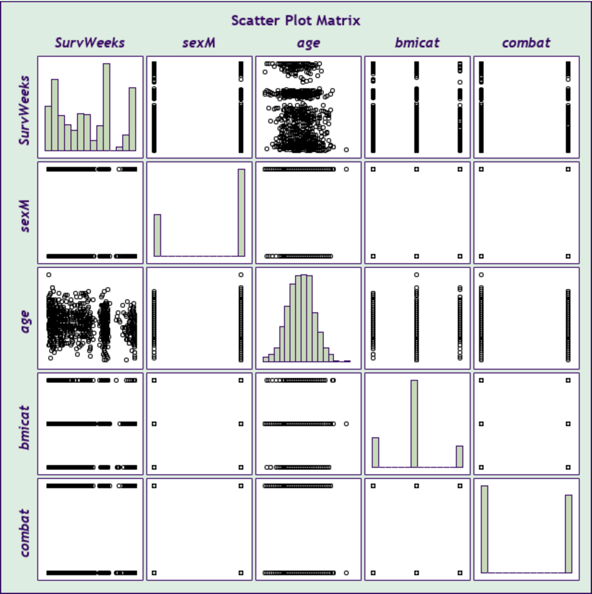 Scatter Plot Matrix
SurvWeeks sexM age bmicat combat
SurvWeeks
sexM
age
bmicat
combat